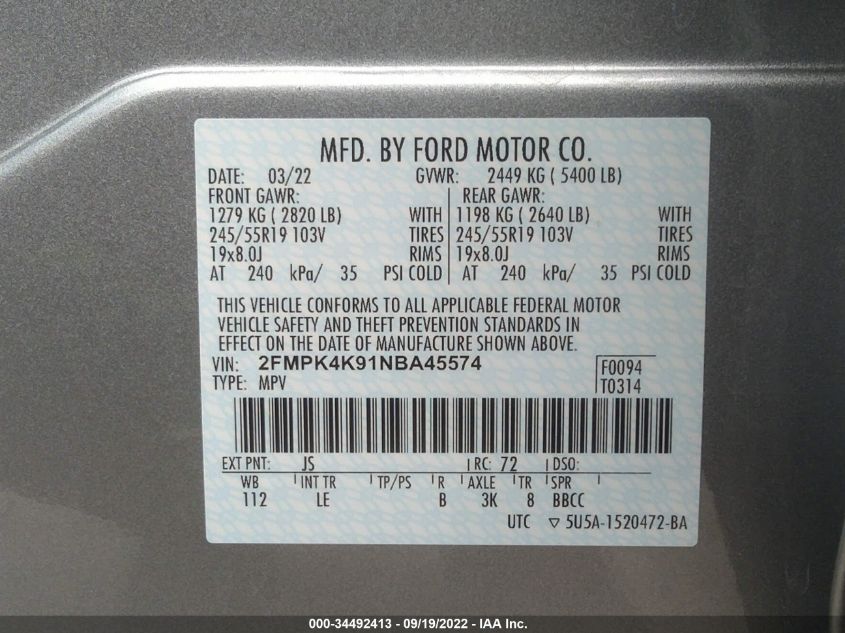 MFD. BY FORD MOTOR CO.
DATE: 03/22 GVWR: 2449 KG ( 5400 LB)
FRONT GAWR: REAR GAWR:
1279 KG ( 2820 LB) WITH 1198 KG ( 2640 LB) WITH
245/55R19 103V TIRES 245/55R19 103V TIRES
19x8.0J RIMS 19x8.0J RIMS
AT 240 kPa/ 35 PSI COLD AT 240 kPa/ 35 PSI COLD
THIS VEHICLE CONFORMS TO ALL APPLICABLE FEDERAL MOTOR
VEHICLE SAFETY AND THEFT PREVENTION STANDARDS IN
EFFECT ON THE DATE OF MANUFACTURE SHOWN ABOVE.
VIN: 2FMPK4K91NBA45574 F0094
TYPE: MPV T0314
EXT PNT: JS RC: 72 DSO:
WB INT TR TP/PS R AXLE TR SPR
112 LE B 3K 8 BBCC
UTC ▽ 5U5A-1520472-BA
000-34492413 - 09/19/2022 - IAA Inc.